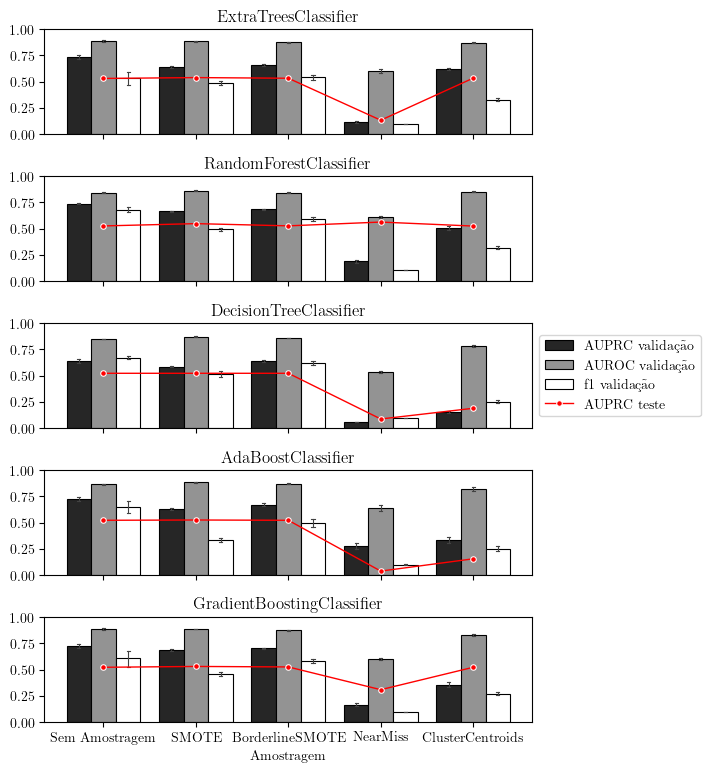 ExtraTreesClassifier
1.00
0.75
0.50
0.25
0.00
RandomForestClassifier
1.00
0.75
0.50
0.25
0.00
DecisionTreeClassifier
1.00
0.75
0.50
0.25
0.00
AUPRC validação
AUROC validação
f1 validação
AUPRC teste
AdaBoostClassifier
1.00
0.75
0.50
0.25
0.00
GradientBoostingClassifier
1.00
0.75
0.50
0.25
0.00
Sem Amostragem SMOTE BorderlineSMOTE NearMiss ClusterCentroids
Amostragem